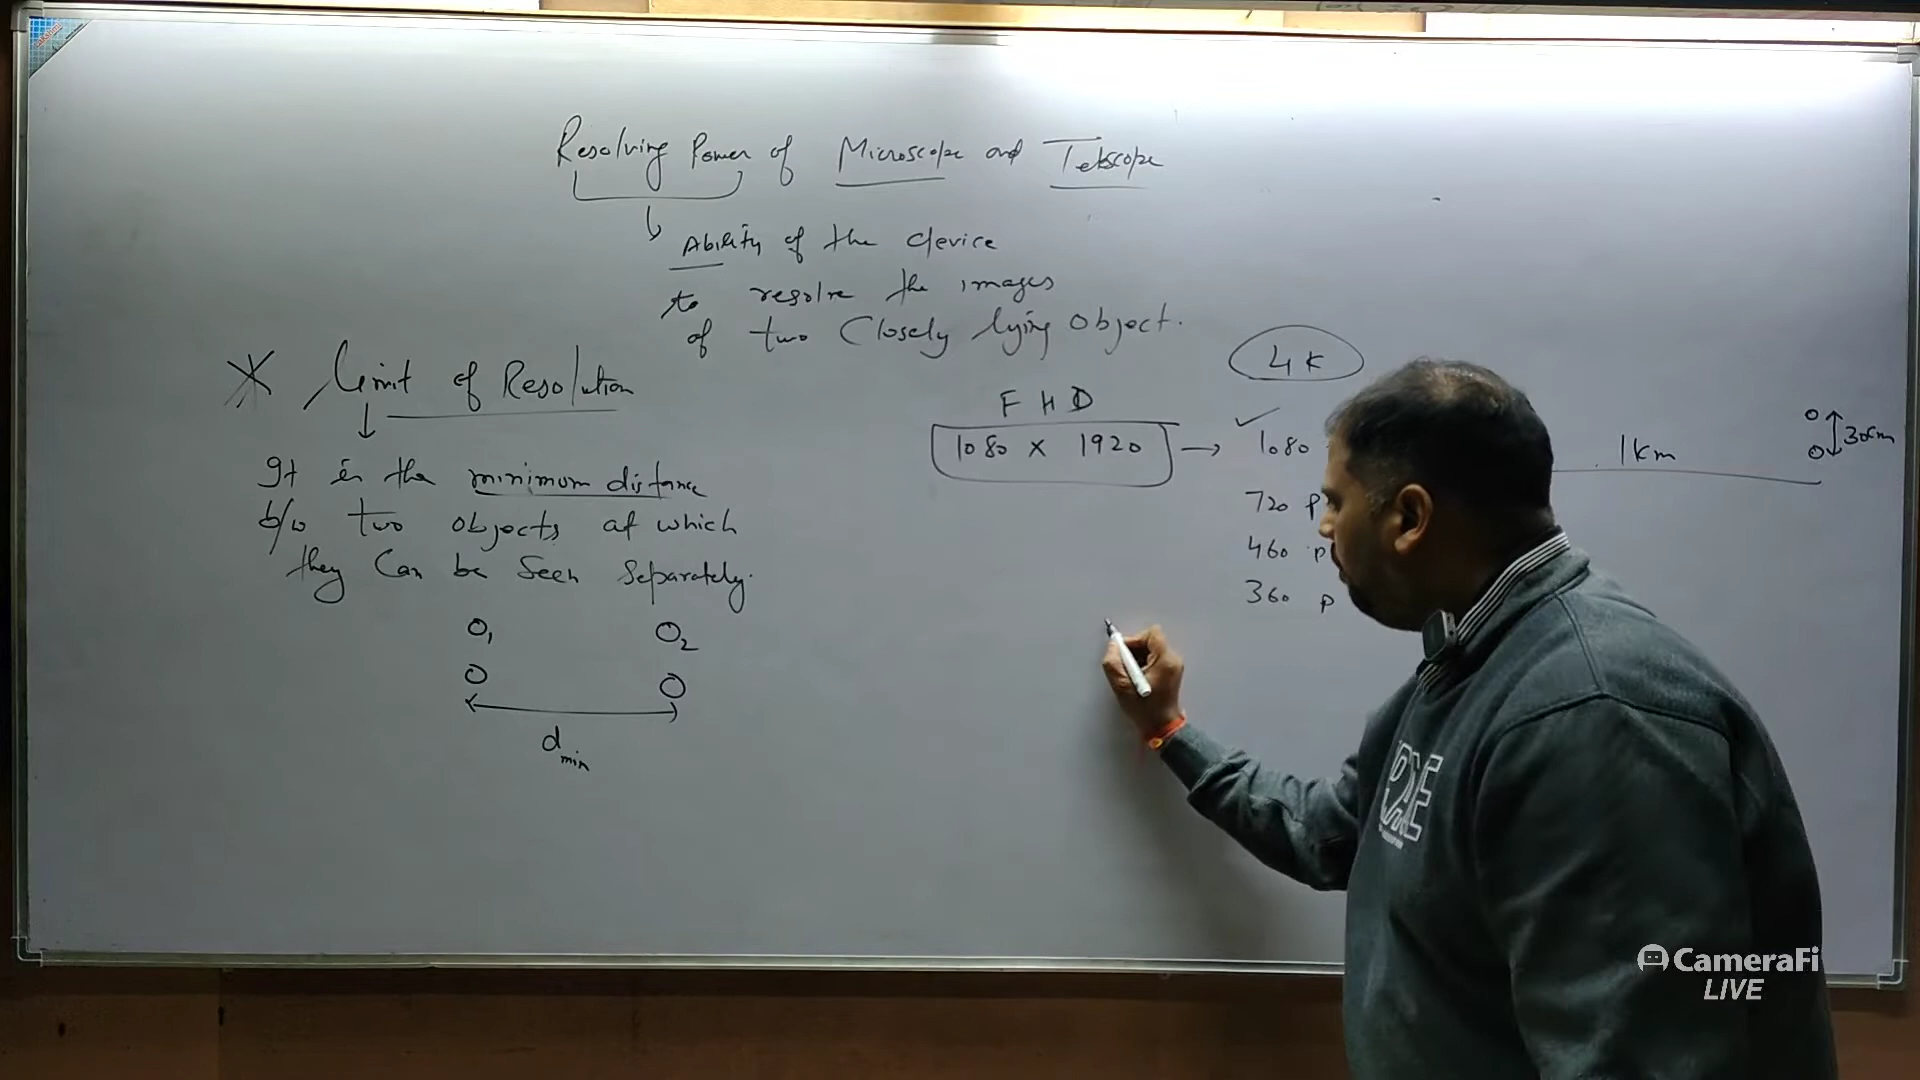 Resolving Power of Microscope and Telescope
Ability of the device
to resolve the images
of two Closely lying object.
* Limit of Resolution
It is the minimum distance
b/w two objects at which
they Can be Seen Separately.
O1 O2
d min
4K
F H D
1080 x 1920 → 1080
720 p
460 p
360 p
1km
30cm
CameraFi
LIVE